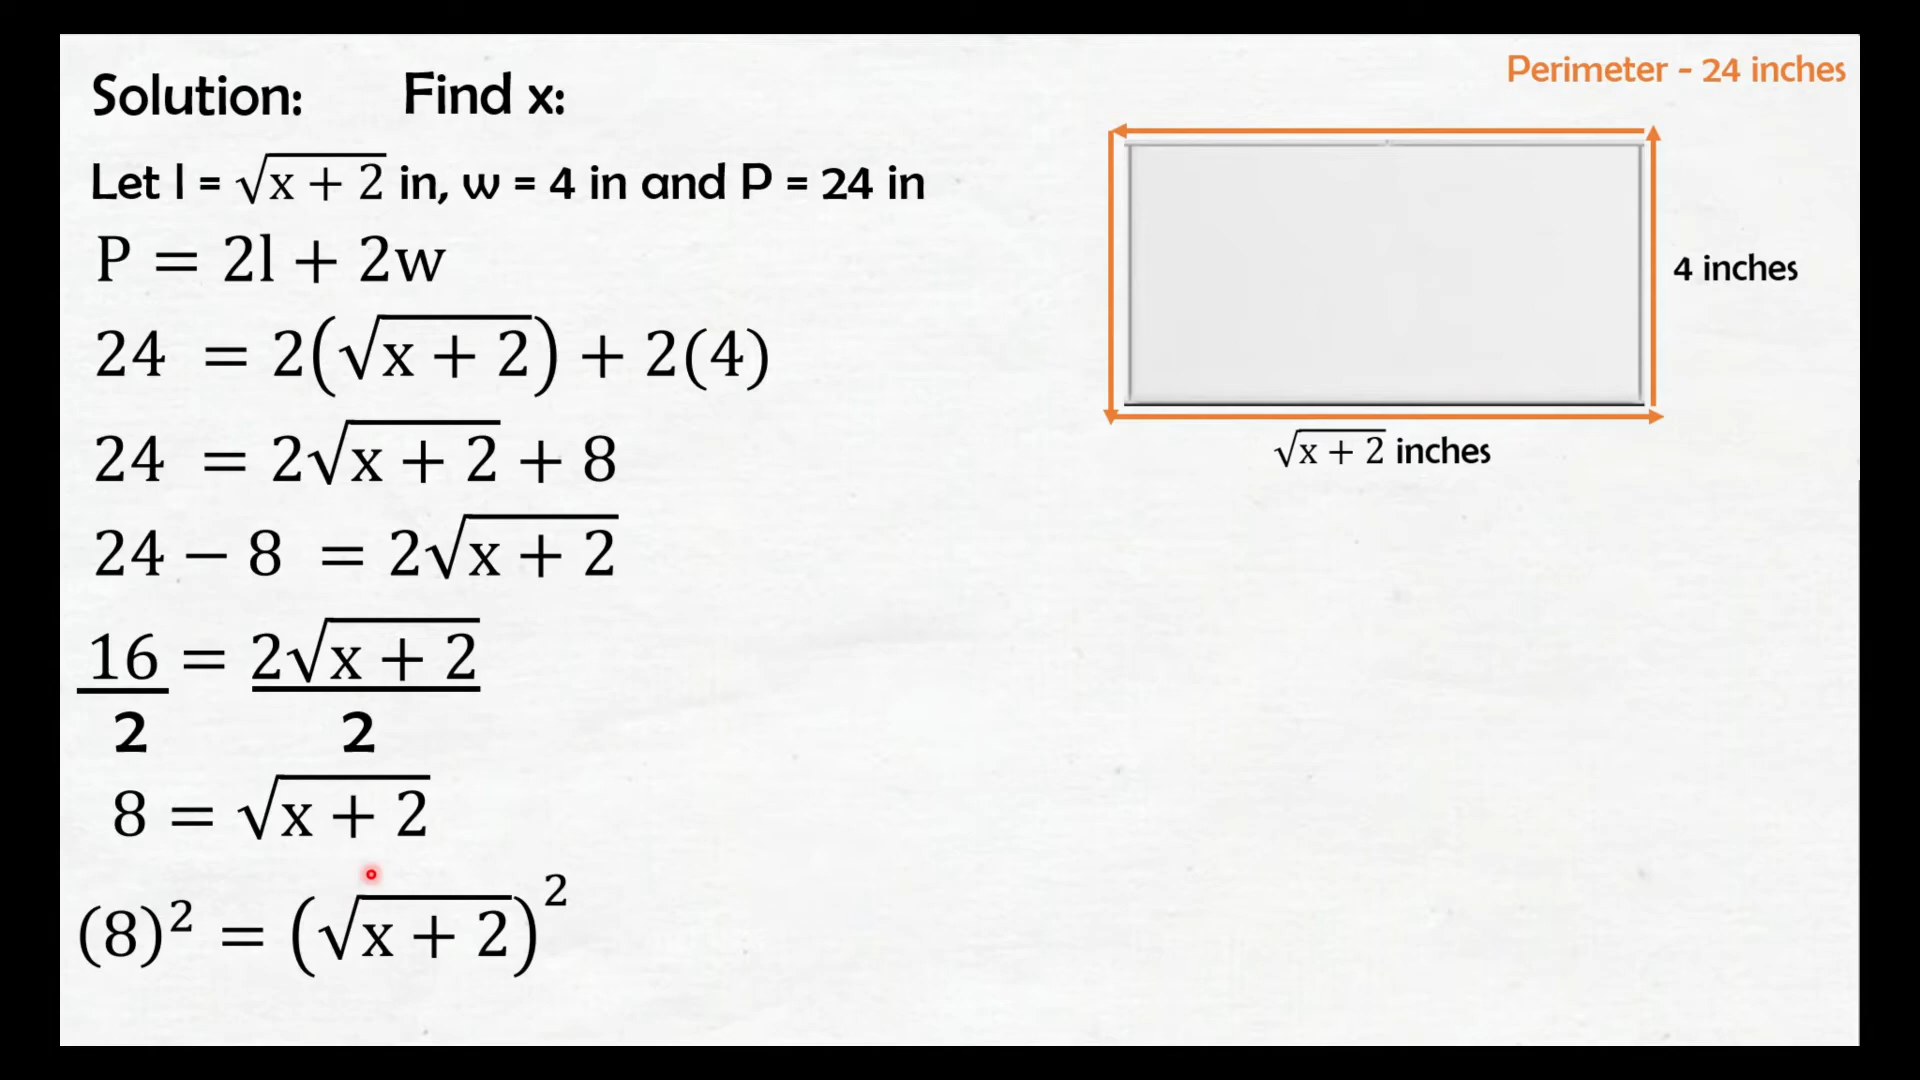 Solution: Find x:
Perimeter - 24 inches
Let l = √(x + 2) in, w = 4 in and P = 24 in
P = 2l + 2w
24 = 2(√(x + 2)) + 2(4)
24 = 2√(x + 2) + 8
24 − 8 = 2√(x + 2)
16 = 2√(x + 2)
2 2
8 = √(x + 2)
(8)² = (√(x + 2))²
4 inches
√(x + 2) inches